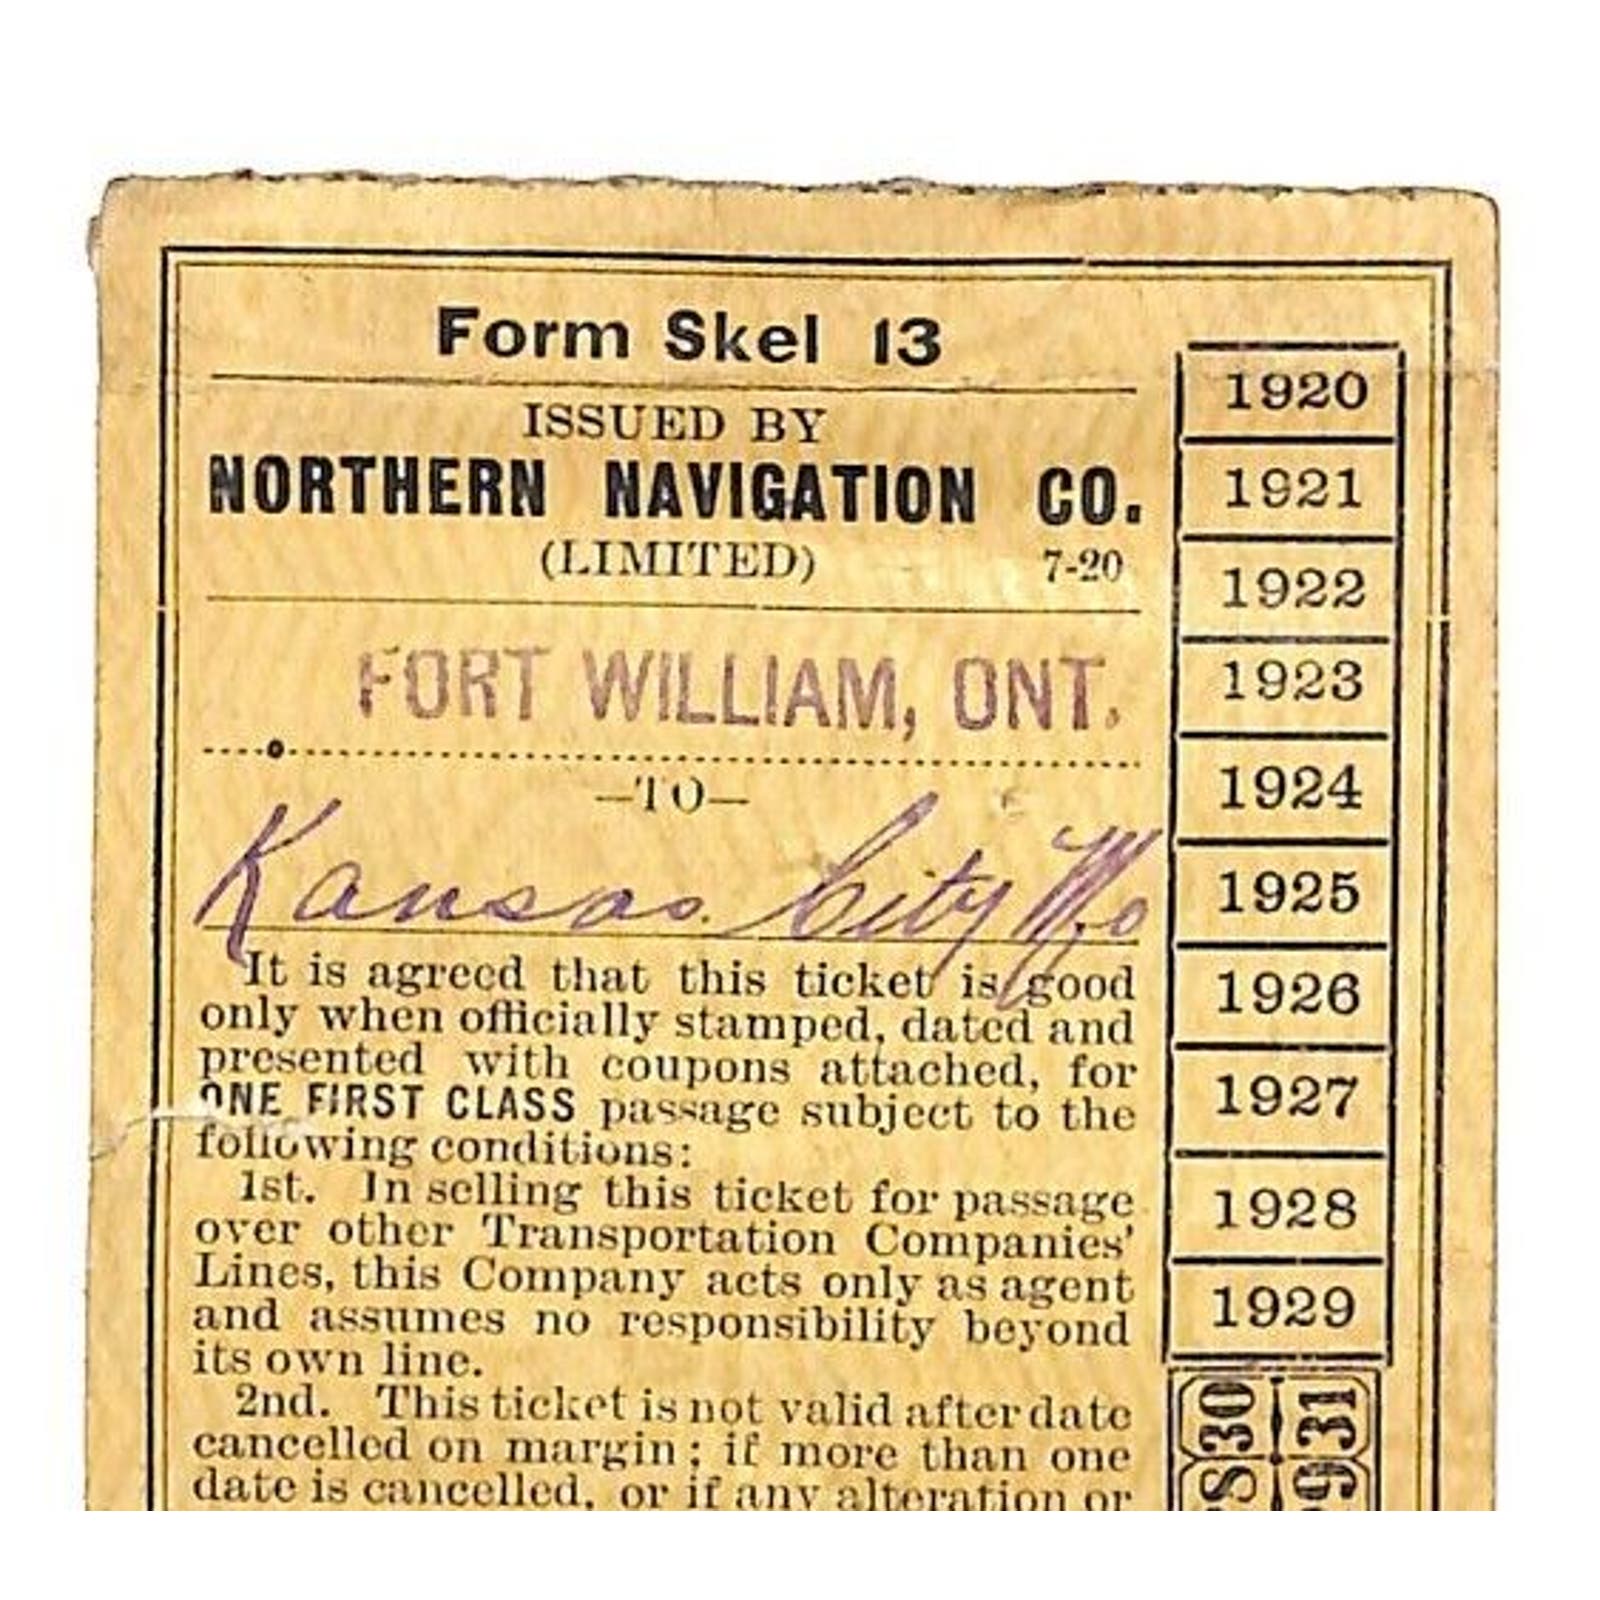 Form Skel 13
ISSUED BY
NORTHERN NAVIGATION CO.
(LIMITED) 7-20
FORT WILLIAM, ONT.
—TO—
Kansas City Mo
It is agreed that this ticket is good
only when officially stamped, dated and
presented with coupons attached, for
ONE FIRST CLASS passage subject to the
following conditions:
1st. In selling this ticket for passage
over other Transportation Companies'
Lines, this Company acts only as agent
and assumes no responsibility beyond
its own line.
2nd. This ticket is not valid after date
cancelled on margin; if more than one
date is cancelled, or if any alteration or
1920
1921
1922
1923
1924
1925
1926
1927
1928
1929
30
31